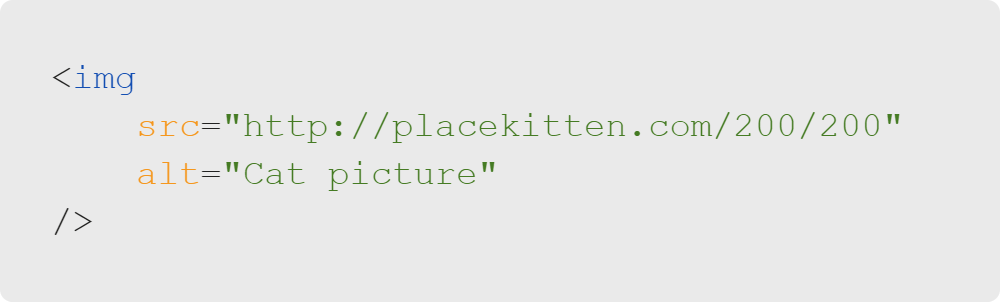 <img
src="http://placekitten.com/200/200"
alt="Cat picture"
/>